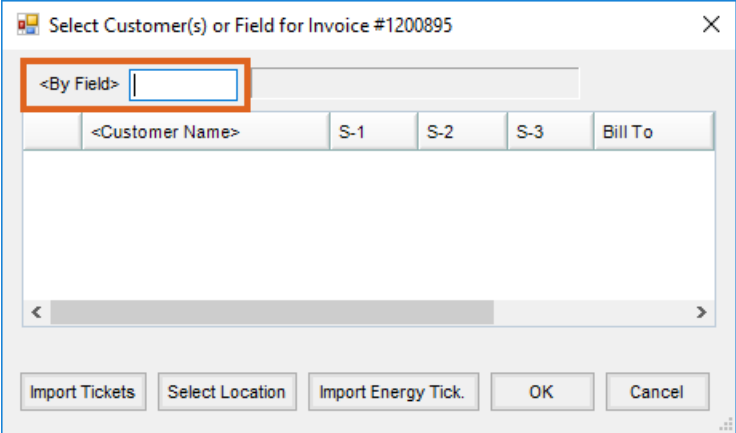 Select Customer(s) or Field for Invoice #1200895
<By Field>
<Customer Name> S-1 S-2 S-3 Bill To
Import Tickets Select Location Import Energy Tick. OK Cancel